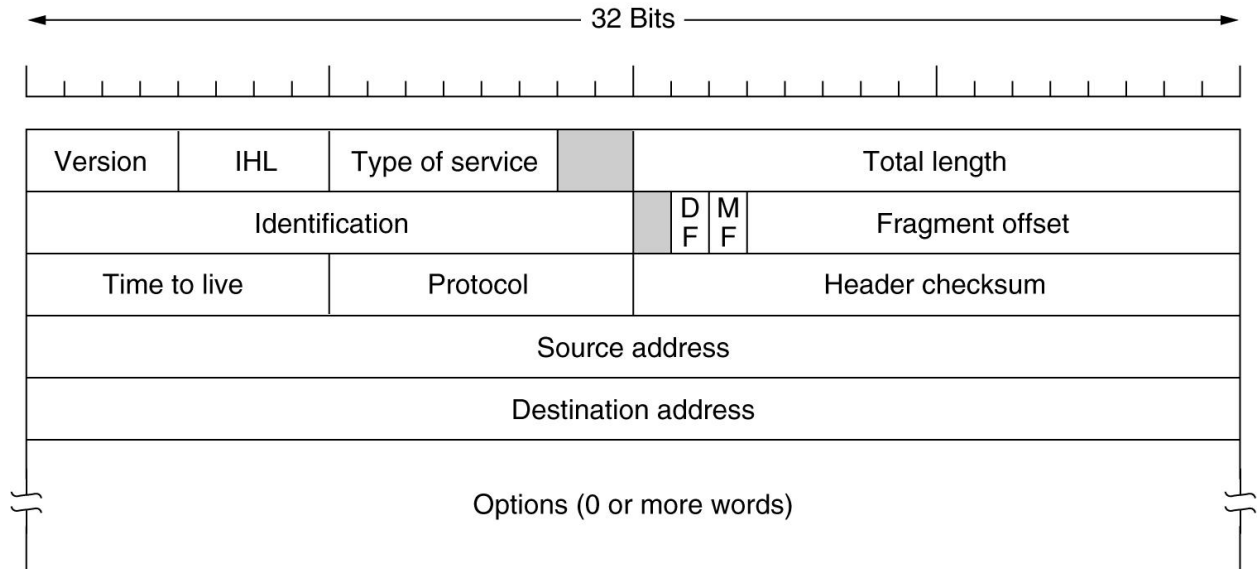 32 Bits
Version IHL Type of service Total length
Identification D F M F Fragment offset
Time to live Protocol Header checksum
Source address
Destination address
Options (0 or more words)